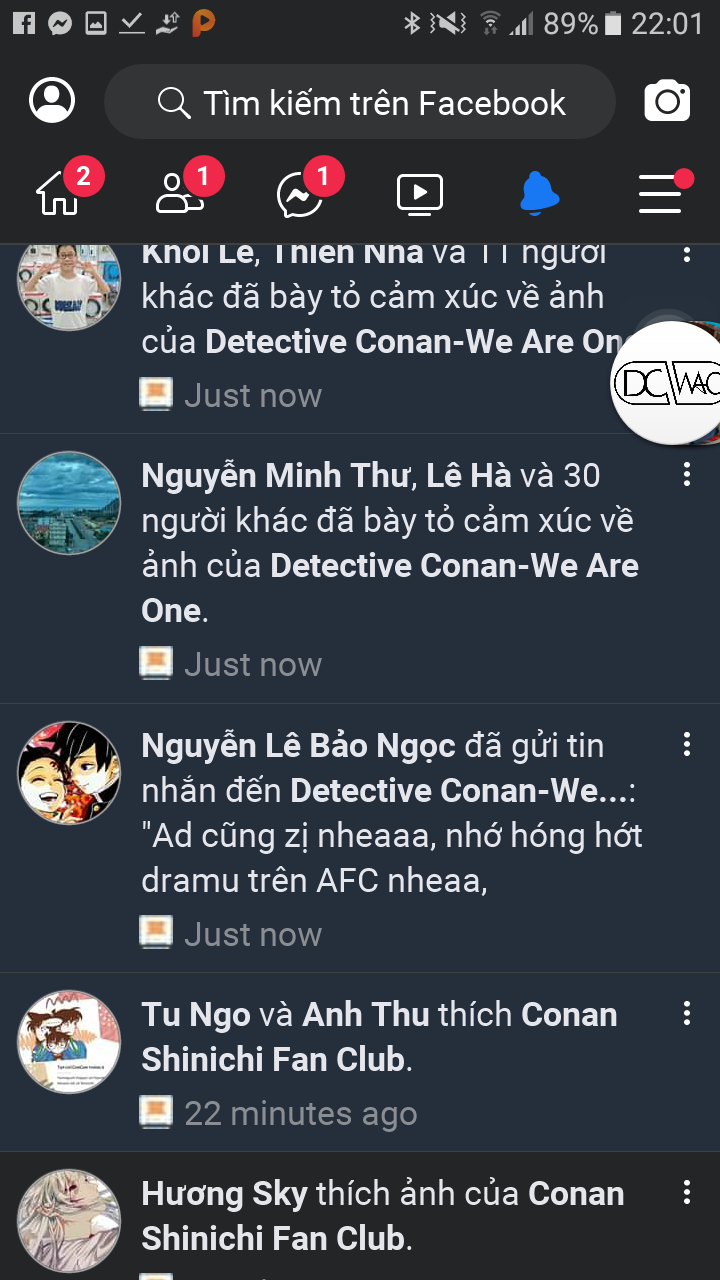 89% 22:01
Tìm kiếm trên Facebook
2 1 1
Khôi Lê, Thiên Nhã và 11 người
khác đã bày tỏ cảm xúc về ảnh
của Detective Conan-We Are On
DC WAO
Just now
Nguyễn Minh Thư, Lê Hà và 30
người khác đã bày tỏ cảm xúc về
ảnh của Detective Conan-We Are
One.
Just now
Nguyễn Lê Bảo Ngọc đã gửi tin
nhắn đến Detective Conan-We...:
"Ad cũng zị nheaaa, nhớ hóng hớt
dramu trên AFC nheaa,
Just now
Tu Ngo và Anh Thu thích Conan
Shinichi Fan Club.
22 minutes ago
Hương Sky thích ảnh của Conan
Shinichi Fan Club.